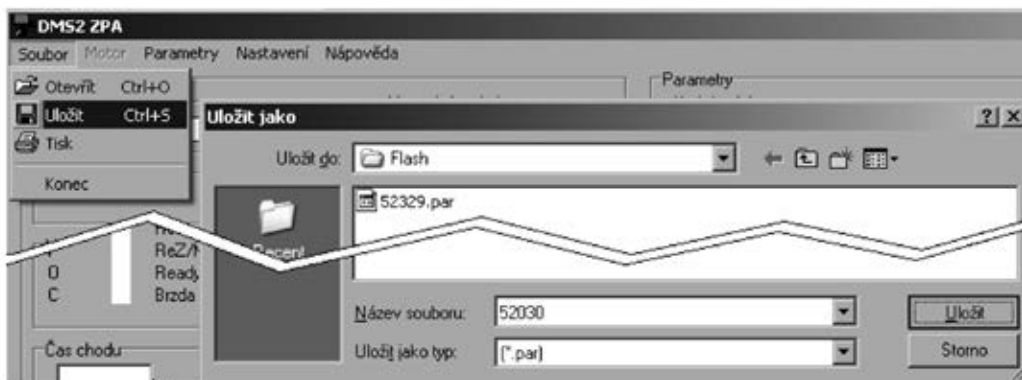 DMS2 ZPA
Soubor Motor Parametry Nastavení Nápověda
Otevřít Ctrl+O
Uložit Ctrl+S
Tisk
Konec
Parametry
Uložit jako
Uložit do: Flash
52329.par
Recent
ReZ/
O Ready
C Brzda
Název souboru: 52030
Uložit
Uložit jako typ: (*.par)
Storno
Čas chodu